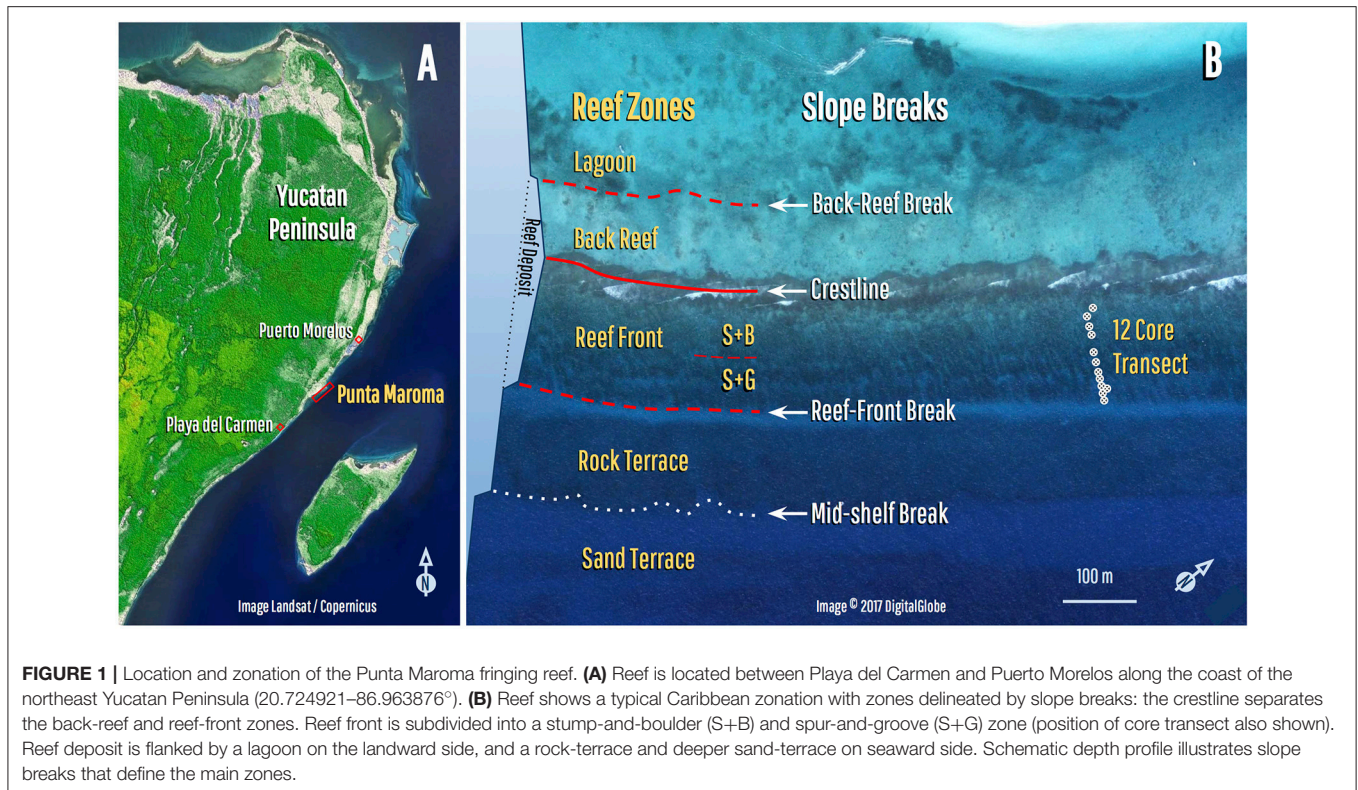 A
Yucatan
Peninsula
Puerto Morelos
Punta Maroma
Playa del Carmen
N
Image Landsat / Copernicus
B
Reef Zones
Slope Breaks
Lagoon
Back-Reef Break
Reef Deposit
Back Reef
Crestline
Reef Front
S+B
S+G
12 Core
Transect
Reef-Front Break
Rock Terrace
Mid-shelf Break
Sand Terrace
100 m
N
Image © 2017 DigitalGlobe
FIGURE 1 | Location and zonation of the Punta Maroma fringing reef. (A) Reef is located between Playa del Carmen and Puerto Morelos along the coast of the
northeast Yucatan Peninsula (20.724921–86.963876°). (B) Reef shows a typical Caribbean zonation with zones delineated by slope breaks: the crestline separates
the back-reef and reef-front zones. Reef front is subdivided into a stump-and-boulder (S+B) and spur-and-groove (S+G) zone (position of core transect also shown).
Reef deposit is flanked by a lagoon on the landward side, and a rock-terrace and deeper sand-terrace on seaward side. Schematic depth profile illustrates slope
breaks that define the main zones.